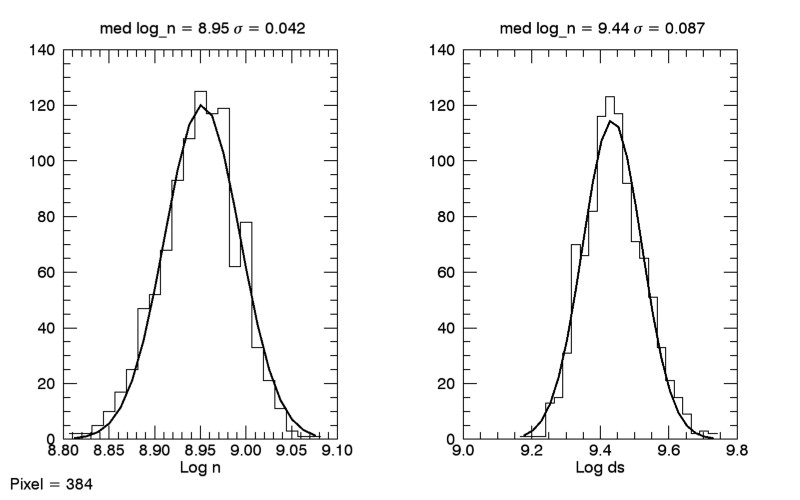 med log_n = 8.95 σ = 0.042
med log_n = 9.44 σ = 0.087
140
120
100
80
60
40
20
0
8.80 8.85 8.90 8.95 9.00 9.05 9.10
Log n
140
120
100
80
60
40
20
0
9.0 9.2 9.4 9.6 9.8
Log ds
Pixel = 384